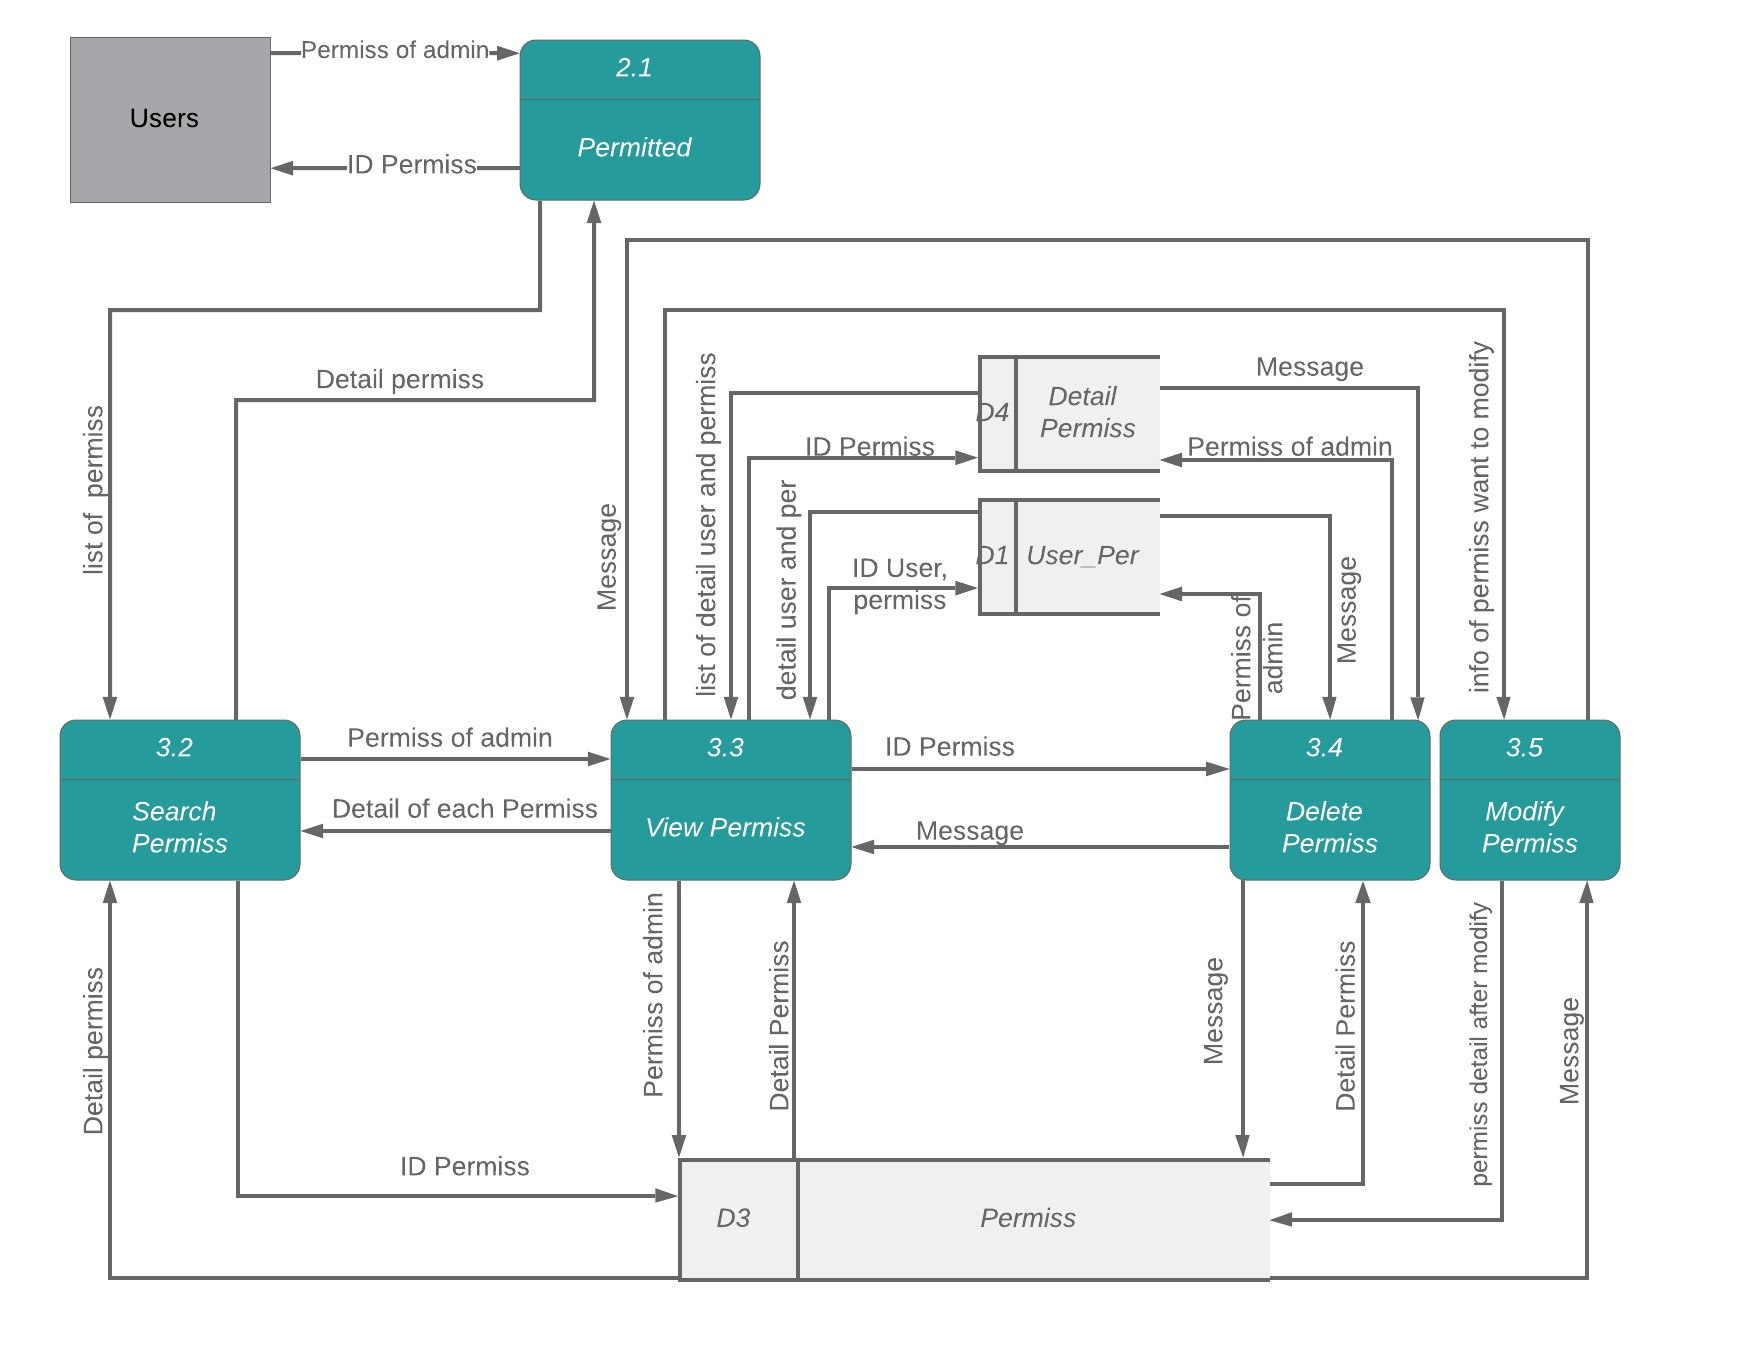 Users
Permiss of admin
ID Permiss
2.1
Permitted
list of permiss
Detail permiss
Message
list of detail user and permiss
ID Permiss
detail user and per
ID User,
permiss
D4
Detail
Permiss
D1
User_Per
Message
Permiss of admin
Permiss of
admin
Message
info of permiss want to modify
3.2
Search
Permiss
Permiss of admin
Detail of each Permiss
3.3
View Permiss
ID Permiss
Message
3.4
Delete
Permiss
3.5
Modify
Permiss
Detail permiss
ID Permiss
Permiss of admin
Detail Permiss
Message
Detail Permiss
permiss detail after modify
Message
D3
Permiss